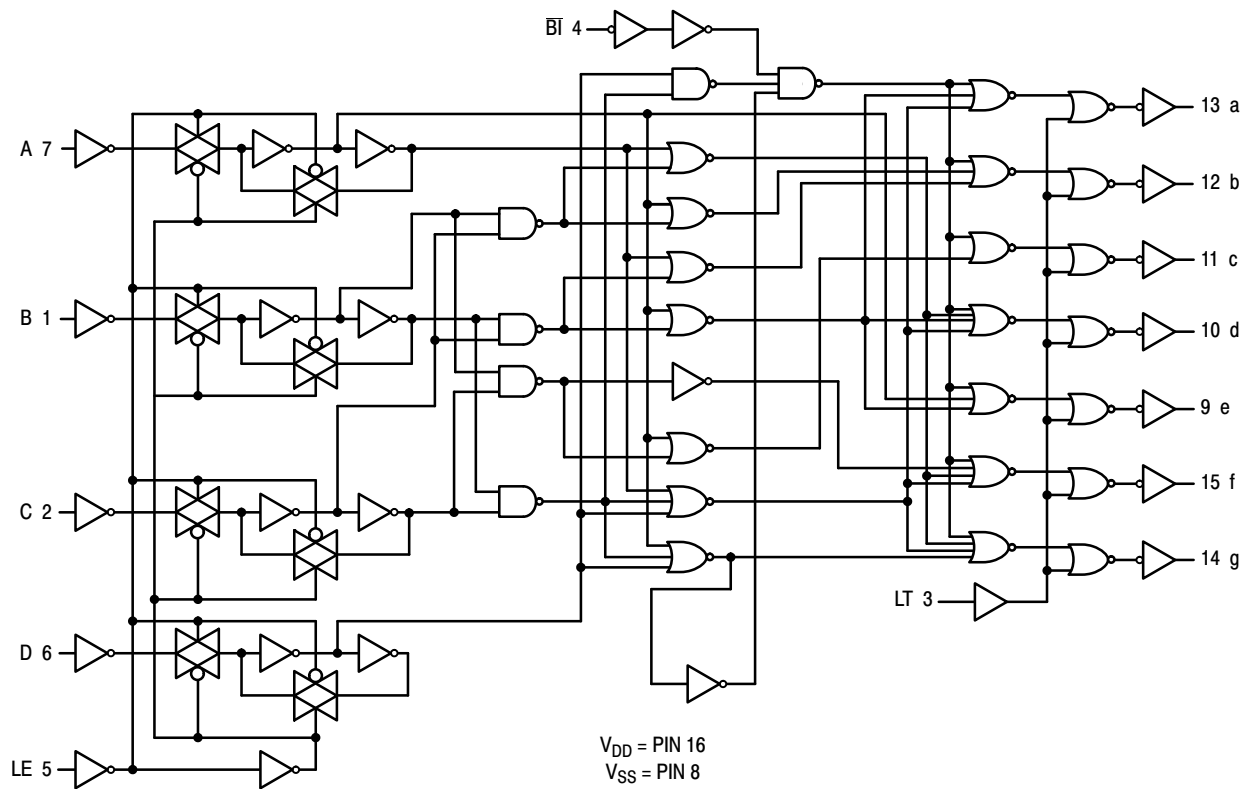 B̅I̅ 4
13 a
A 7
12 b
11 c
B 1
10 d
9 e
15 f
C 2
14 g
LT 3
D 6
VDD = PIN 16
LE 5
VSS = PIN 8